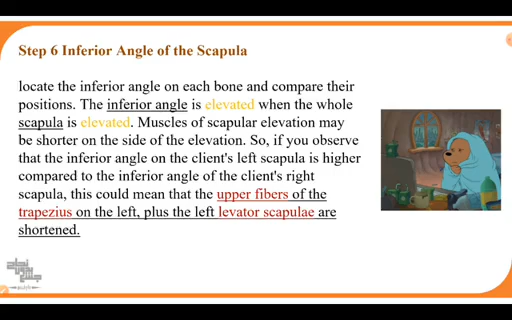 Step 6 Inferior Angle of the Scapula
locate the inferior angle on each bone and compare their
positions. The inferior angle is elevated when the whole
scapula is elevated. Muscles of scapular elevation may
be shorter on the side of the elevation. So, if you observe
that the inferior angle on the client's left scapula is higher
compared to the inferior angle of the client's right
scapula, this could mean that the upper fibers of the
trapezius on the left, plus the left levator scapulae are
shortened.